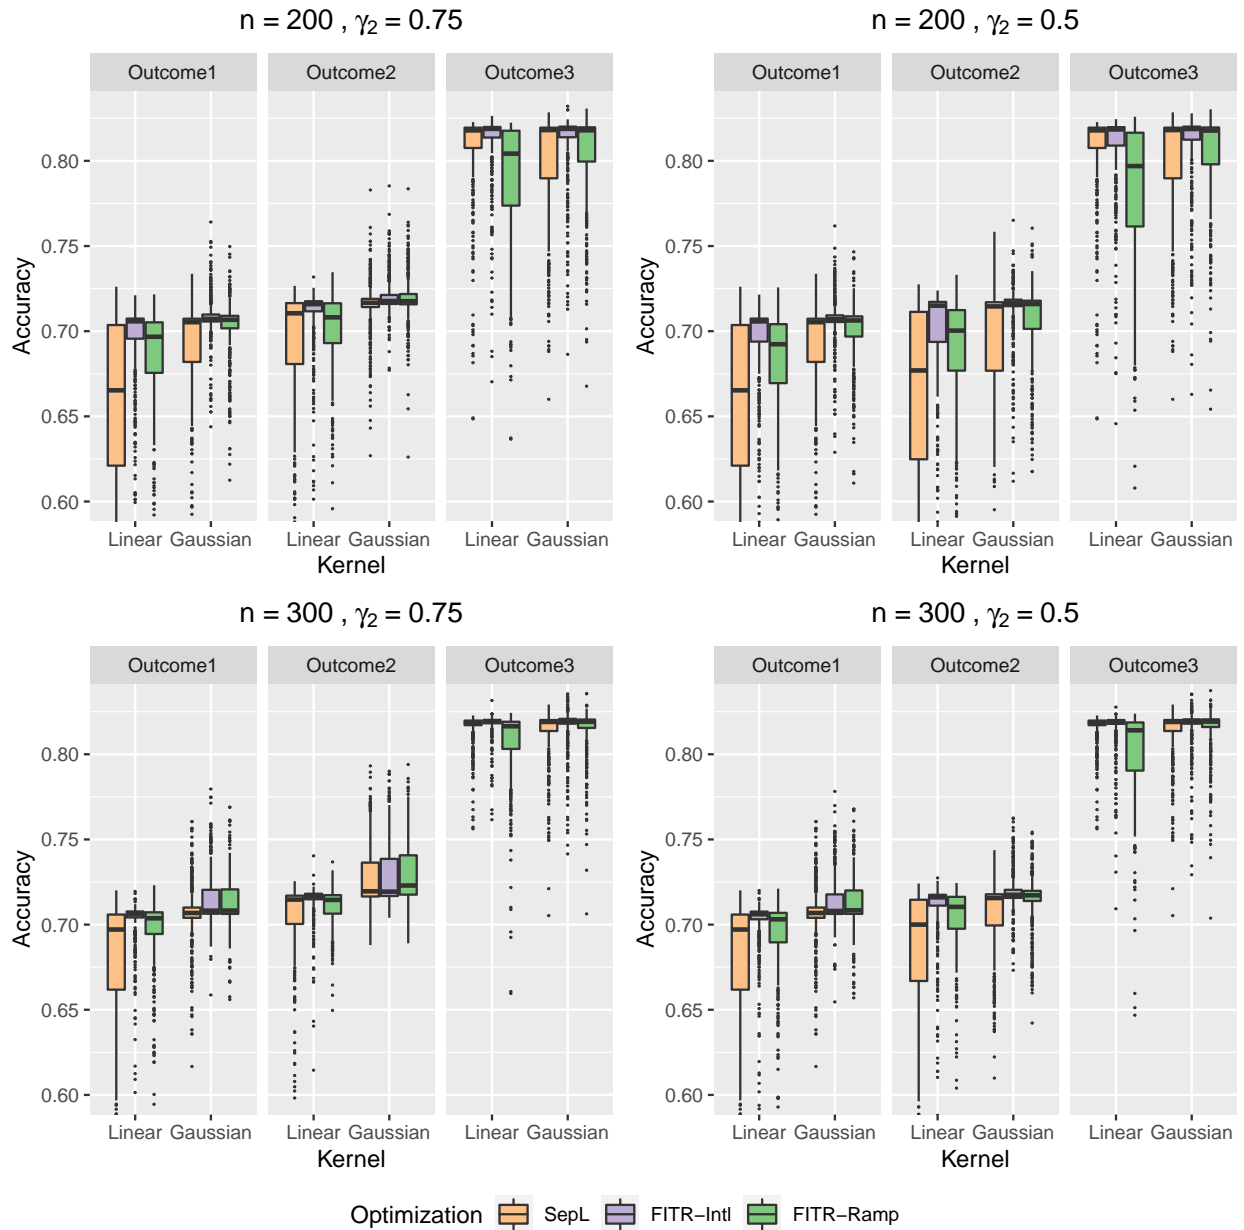 n = 200 , γ2 = 0.75
n = 200 , γ2 = 0.5
Outcome1 Outcome2 Outcome3
Outcome1 Outcome2 Outcome3
Accuracy
0.80
0.75
0.70
0.65
0.60
Linear Gaussian Linear Gaussian Linear Gaussian
Kernel
Accuracy
0.80
0.75
0.70
0.65
0.60
Linear Gaussian Linear Gaussian Linear Gaussian
Kernel
n = 300 , γ2 = 0.75
n = 300 , γ2 = 0.5
Outcome1 Outcome2 Outcome3
Outcome1 Outcome2 Outcome3
Accuracy
0.80
0.75
0.70
0.65
0.60
Linear Gaussian Linear Gaussian Linear Gaussian
Kernel
Accuracy
0.80
0.75
0.70
0.65
0.60
Linear Gaussian Linear Gaussian Linear Gaussian
Kernel
Optimization SepL FITR−Intl FITR−Ramp